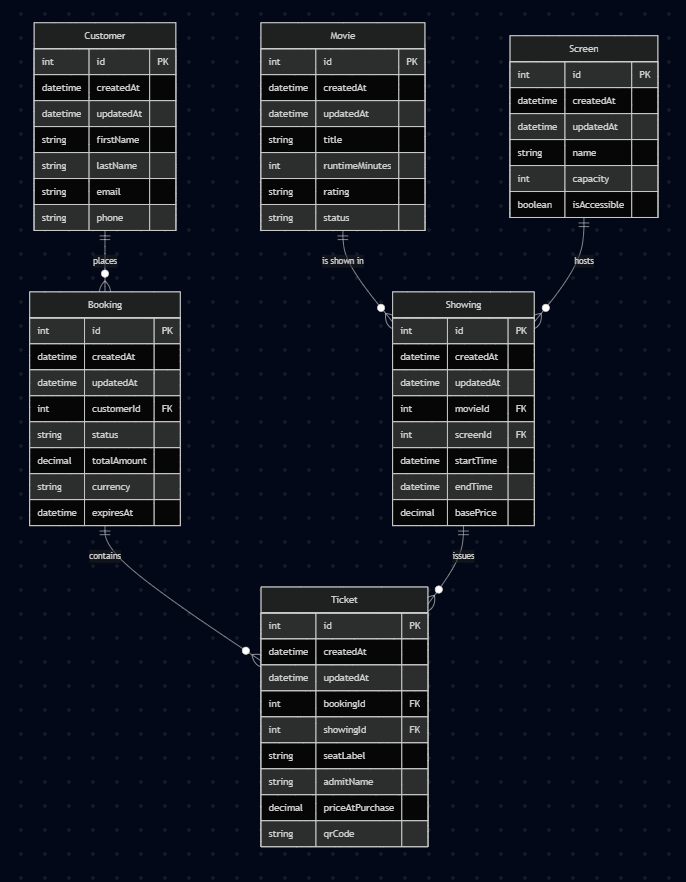 Customer
int id PK
datetime createdAt
datetime updatedAt
string firstName
string lastName
string email
string phone
Movie
int id PK
datetime createdAt
datetime updatedAt
string title
int runtimeMinutes
string rating
string status
Screen
int id PK
datetime createdAt
datetime updatedAt
string name
int capacity
boolean isAccessible
places
is shown in
hosts
Booking
int id PK
datetime createdAt
datetime updatedAt
int customerId FK
string status
decimal totalAmount
string currency
datetime expiresAt
Showing
int id PK
datetime createdAt
datetime updatedAt
int movieId FK
int screenId FK
datetime startTime
datetime endTime
decimal basePrice
contains
issues
Ticket
int id PK
datetime createdAt
datetime updatedAt
int bookingId FK
int showingId FK
string seatLabel
string admitName
decimal priceAtPurchase
string qrCode